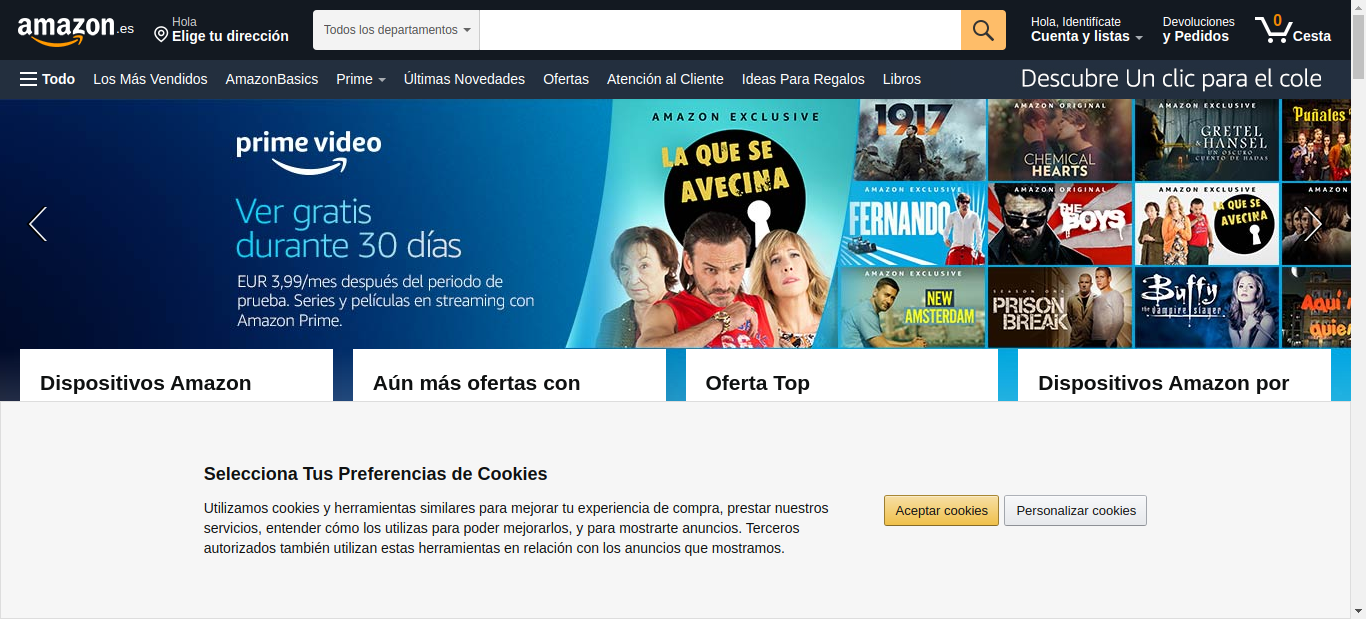 amazon.es
Hola
Elige tu dirección
Todos los departamentos
Hola, Identifícate
Cuenta y listas
Devoluciones
y Pedidos
0
Cesta
Todo
Los Más Vendidos
AmazonBasics
Prime
Últimas Novedades
Ofertas
Atención al Cliente
Ideas Para Regalos
Libros
Descubre Un clic para el cole
prime video
Ver gratis
durante 30 días
EUR 3,99/mes después del periodo de
prueba. Series y películas en streaming con
Amazon Prime.
AMAZON EXCLUSIVE
LA QUE SE
AVECINA
1917
AMAZON ORIGINAL
CHEMICAL
HEARTS
AMAZON EXCLUSIVE
GRETEL
& HANSEL
UN OSCURO
CUENTO DE HADAS
Puñales
AMAZON EXCLUSIVE
FERNANDO
AMAZON ORIGINAL
THE BOYS
AMAZON EXCLUSIVE
LA QUE SE
AVECINA
AMAZON
AMAZON EXCLUSIVE
NEW
AMSTERDAM
SEASON ONE
PRISON
BREAK
Buffy
the vampire slayer
Aquí
Dispositivos Amazon
Aún más ofertas con
Oferta Top
Dispositivos Amazon por
Selecciona Tus Preferencias de Cookies
Utilizamos cookies y herramientas similares para mejorar tu experiencia de compra, prestar nuestros
servicios, entender cómo los utilizas para poder mejorarlos, y para mostrarte anuncios. Terceros
autorizados también utilizan estas herramientas en relación con los anuncios que mostramos.
Aceptar cookies
Personalizar cookies